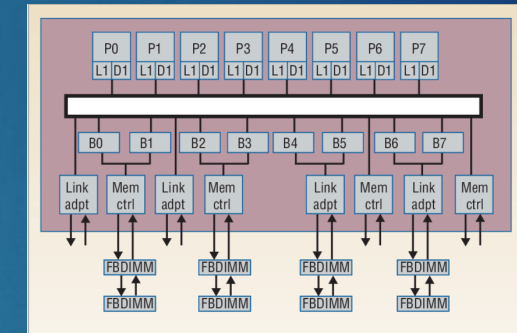 P0 P1 P2 P3 P4 P5 P6 P7
L1 D1 L1 D1 L1 D1 L1 D1 L1 D1 L1 D1 L1 D1 L1 D1
B0 B1 B2 B3 B4 B5 B6 B7
Link adpt
Mem ctrl
Link adpt
Mem ctrl
Link adpt
Mem ctrl
Link adpt
Mem ctrl
FBDIMM FBDIMM FBDIMM FBDIMM
FBDIMM FBDIMM FBDIMM FBDIMM